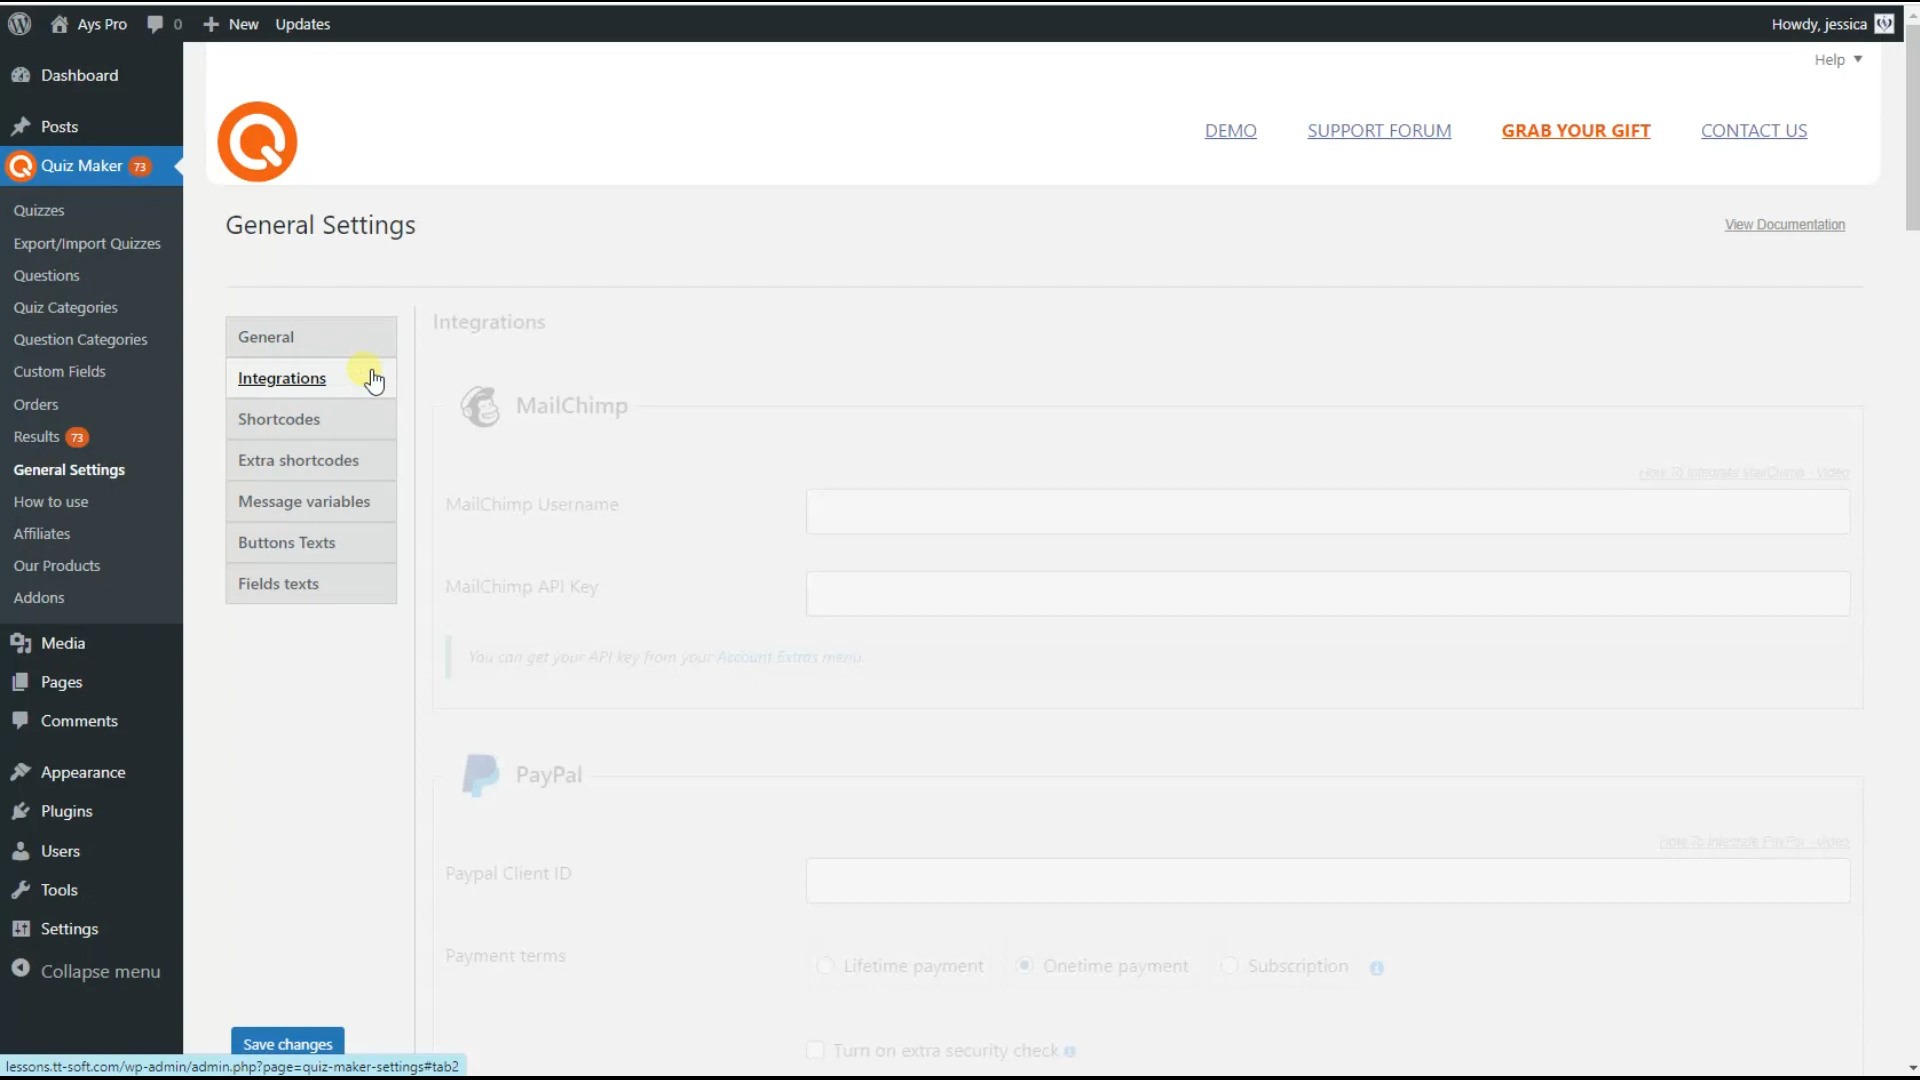 Ays Pro
0
New
Updates
Howdy, jessica
Help
Dashboard
Posts
Quiz Maker 73
Quizzes
Export/Import Quizzes
Questions
Quiz Categories
Question Categories
Custom Fields
Orders
Results 73
General Settings
How to use
Affiliates
Our Products
Addons
Media
Pages
Comments
Appearance
Plugins
Users
Tools
Settings
Collapse menu
DEMO
SUPPORT FORUM
GRAB YOUR GIFT
CONTACT US
General Settings
View Documentation
General
Integrations
Shortcodes
Extra shortcodes
Message variables
Buttons Texts
Fields texts
Integrations
MailChimp
How To Integrate MailChimp - Video
MailChimp Username
MailChimp API Key
You can get your API key from your Account Extras menu.
PayPal
How To Integrate PayPal - Video
Paypal Client ID
Payment terms
Lifetime payment
Onetime payment
Subscription
Turn on extra security check
Save changes
lessons.tt-soft.com/wp-admin/admin.php?page=quiz-maker-settings#tab2